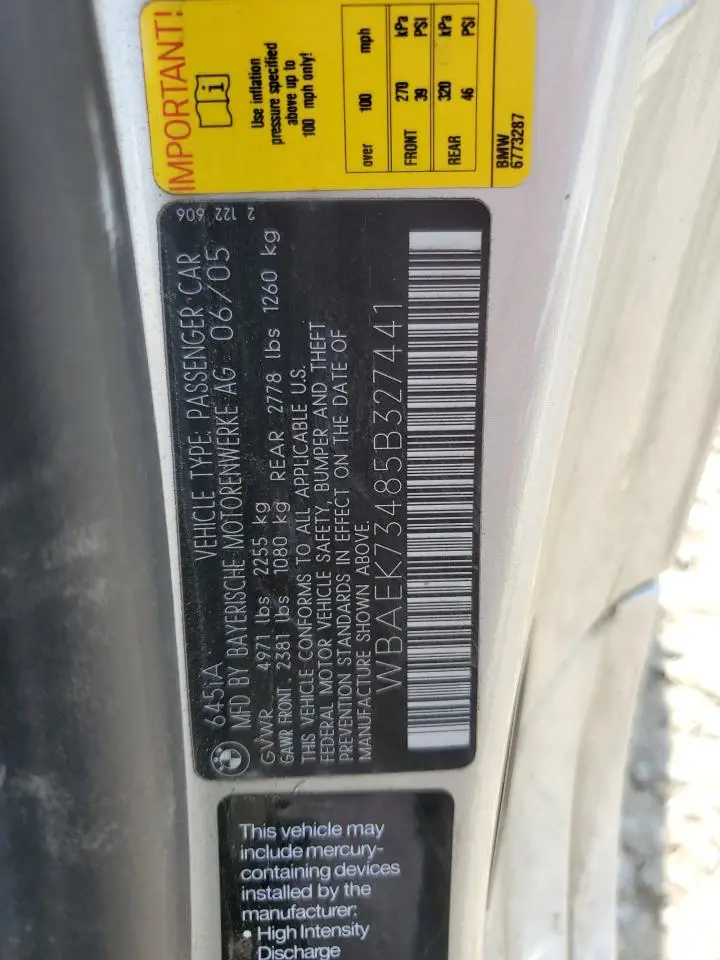 IMPORTANT!
Use inflation
pressure specified
above up to
100 mph only!
over 100 mph
FRONT 270 kPa
39 PSI
REAR 320 kPa
46 PSI
BMW
6773287
6451A VEHICLE TYPE: PASSENGER CAR 2 122 606
MFD BY BAYERISCHE MOTORENWERKE AG 06/05
GVWR 4971 lbs 2255 kg
GAWR FRONT 2381 lbs 1080 kg REAR 2778 lbs 1260 kg
THIS VEHICLE CONFORMS TO ALL APPLICABLE U.S.
FEDERAL MOTOR VEHICLE SAFETY, BUMPER AND THEFT
PREVENTION STANDARDS IN EFFECT ON THE DATE OF
MANUFACTURE SHOWN ABOVE.
WBAEK73485B327441
This vehicle may
include mercury-
containing devices
installed by the
manufacturer:
• High Intensity
Discharge